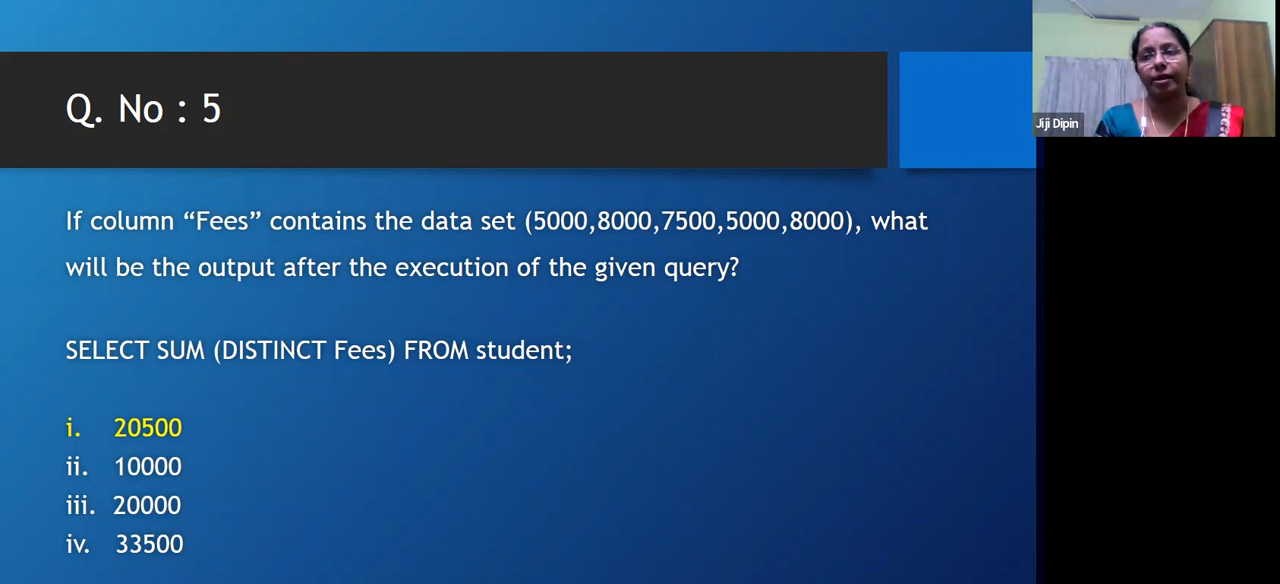 Q. No : 5
Jiji Dipin
If column “Fees” contains the data set (5000,8000,7500,5000,8000), what
will be the output after the execution of the given query?
SELECT SUM (DISTINCT Fees) FROM student;
i. 20500
ii. 10000
iii. 20000
iv. 33500